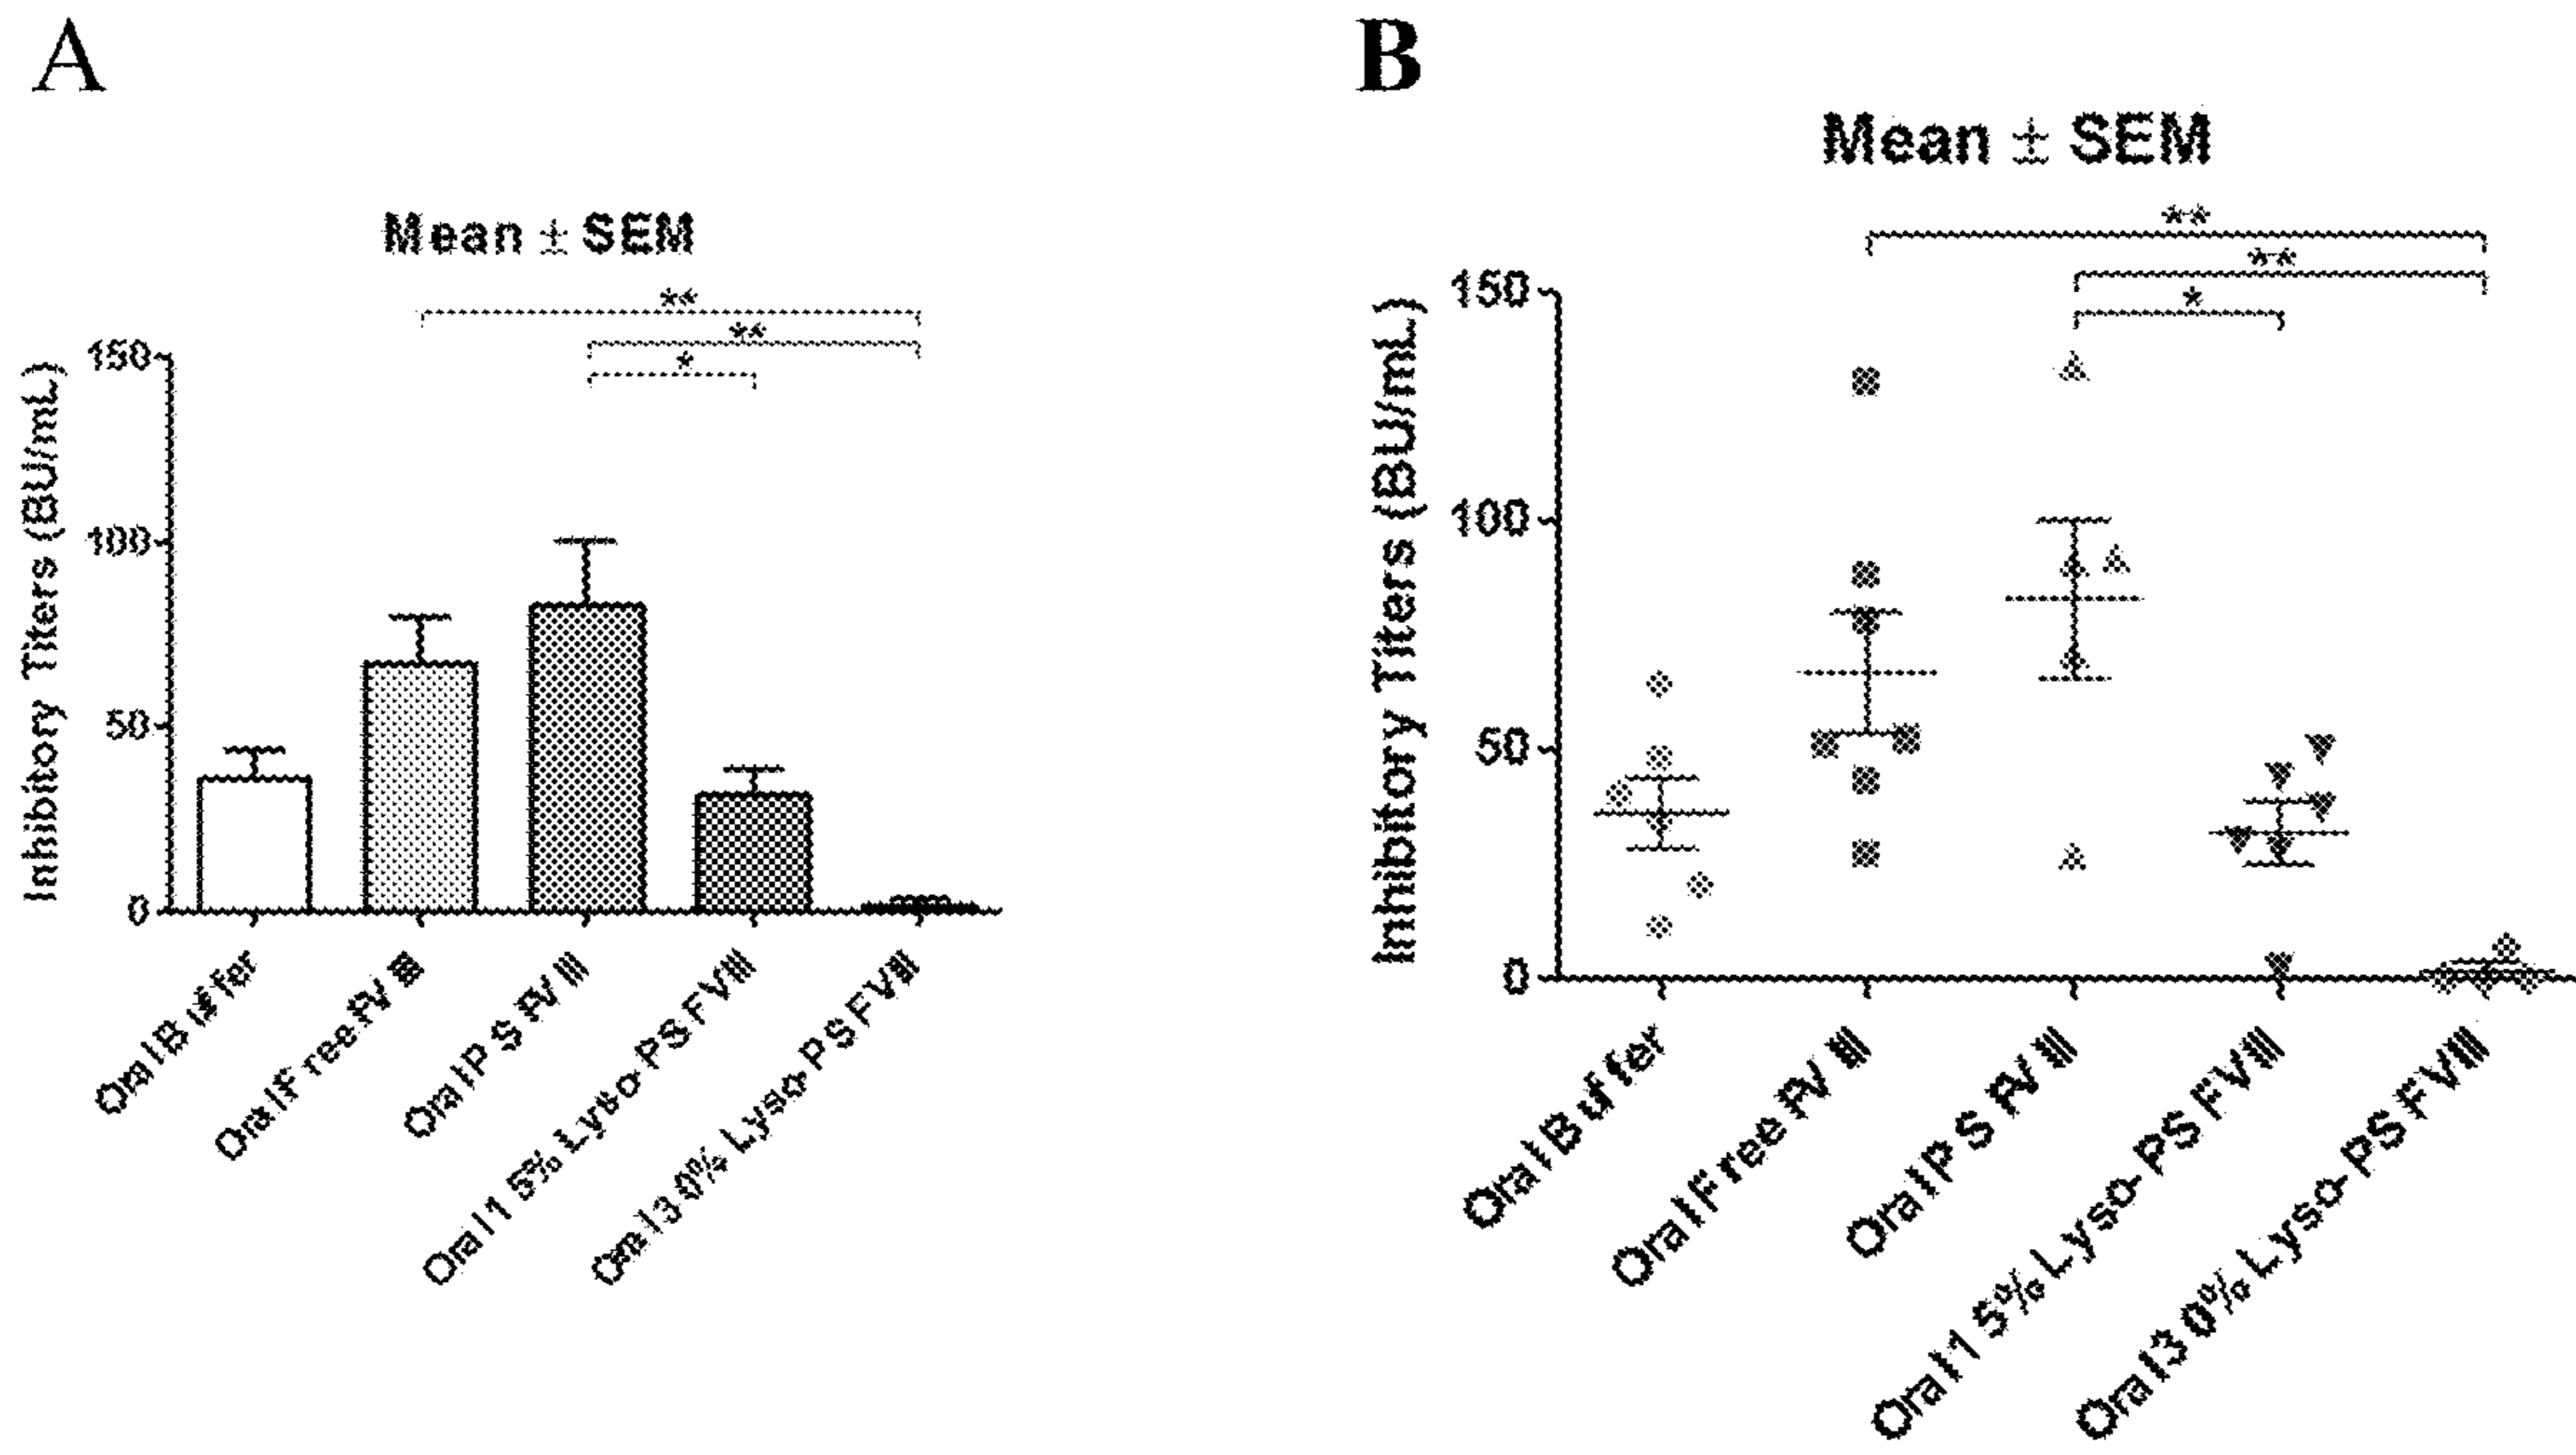 A
Mean ± SEM
**
**
*
150
100
50
0
Inhibitory Titers (BU/mL)
Oral Buffer
Oral Free FVIII
Oral PS FVIII
Oral 15% Lyso-PS FVIII
Oral 30% Lyso-PS FVIII
B
Mean ± SEM
**
**
*
150
100
50
0
Inhibitory Titers (BU/mL)
Oral Buffer
Oral Free FVIII
Oral PS FVIII
Oral 15% Lyso-PS FVIII
Oral 30% Lyso-PS FVIII